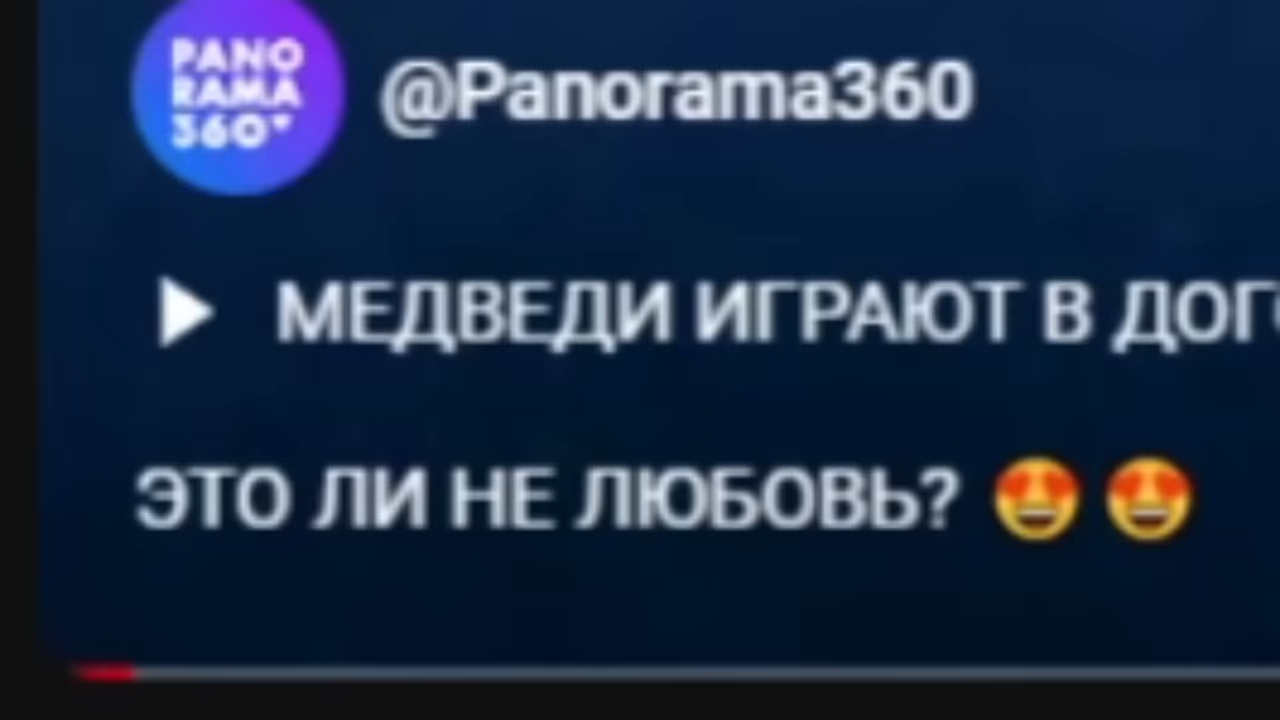 PANO
RAMA
360°
@Panorama360
МЕДВЕДИ ИГРАЮТ В
ЭТО ЛИ НЕ ЛЮБОВЬ? 😍 😍